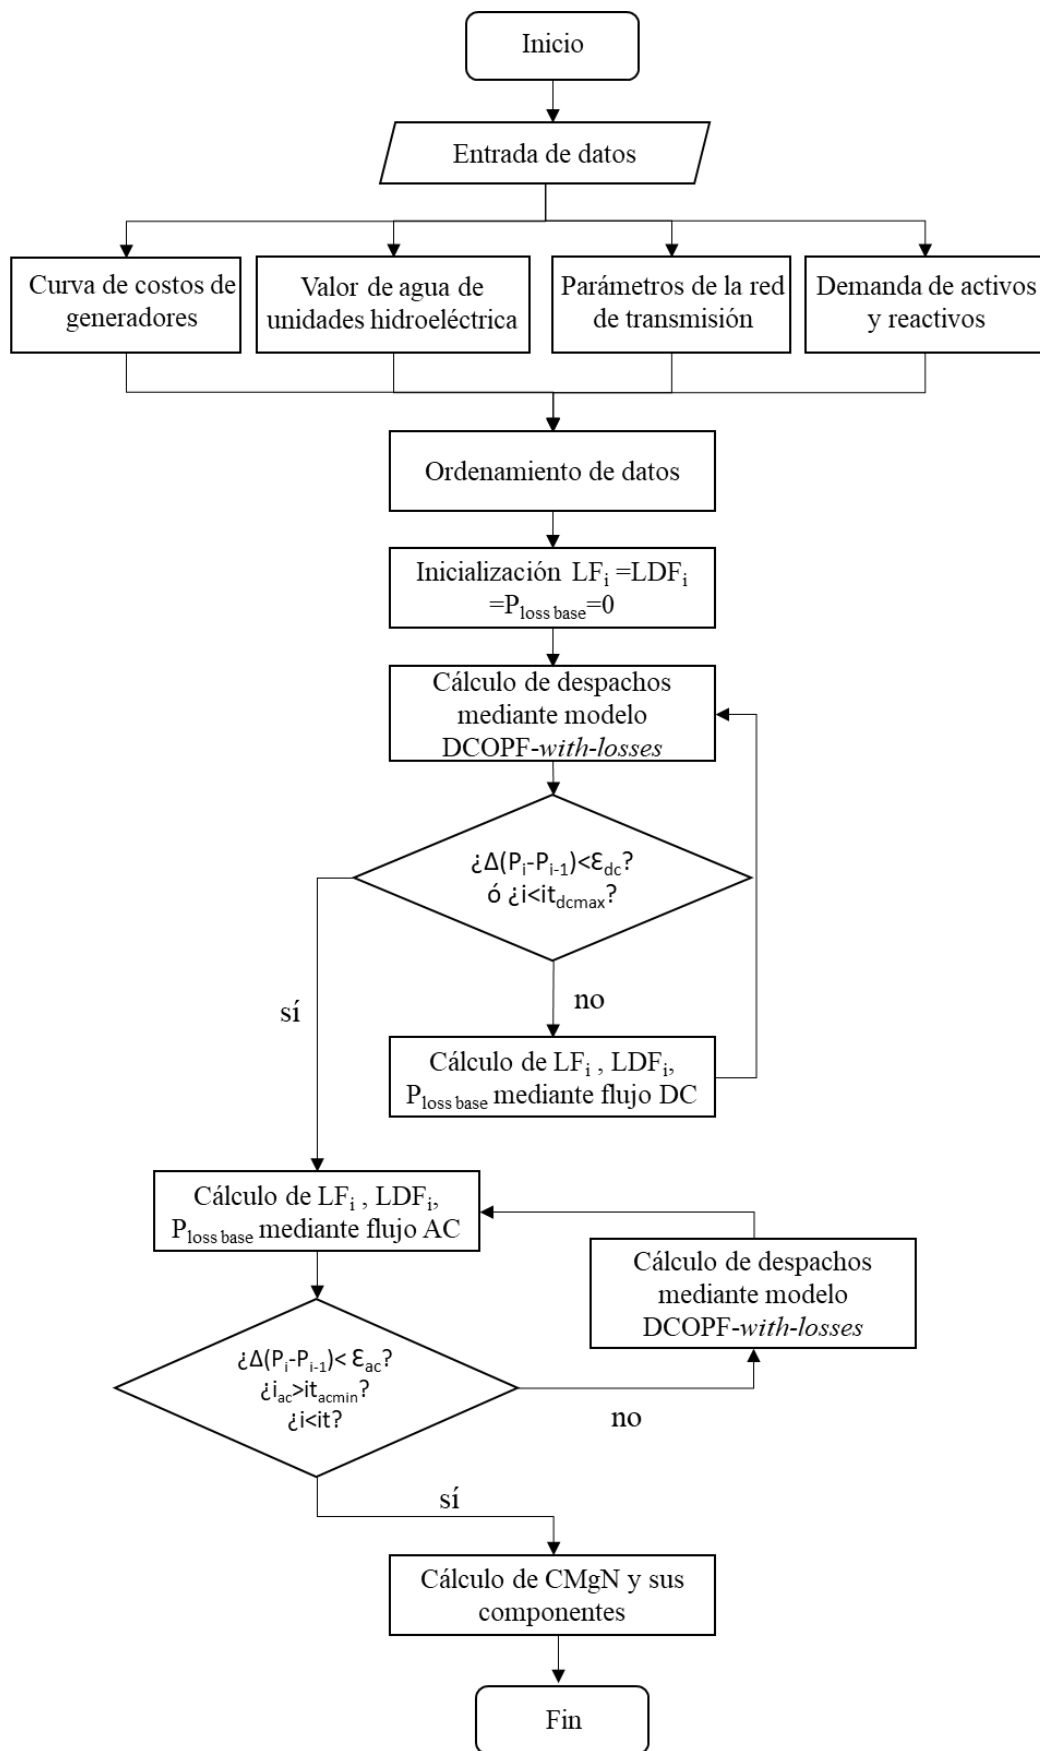 Inicio
Entrada de datos
Curva de costos de
generadores
Valor de agua de
unidades hidroeléctrica
Parámetros de la red
de transmisión
Demanda de activos
y reactivos
Ordenamiento de datos
Inicialización LFi =LDFi
=Ploss base=0
Cálculo de despachos
mediante modelo
DCOPF-with-losses
¿Δ(Pi-Pi-1)<Ɛdc?
ó ¿i<itdcmax?
sí
no
Cálculo de LFi , LDFi,
Ploss base mediante flujo DC
Cálculo de LFi , LDFi,
Ploss base mediante flujo AC
Cálculo de despachos
mediante modelo
DCOPF-with-losses
¿Δ(Pi-Pi-1)< Ɛac?
¿iac>itacmin?
¿i<it?
no
sí
Cálculo de CMgN y sus
componentes
Fin